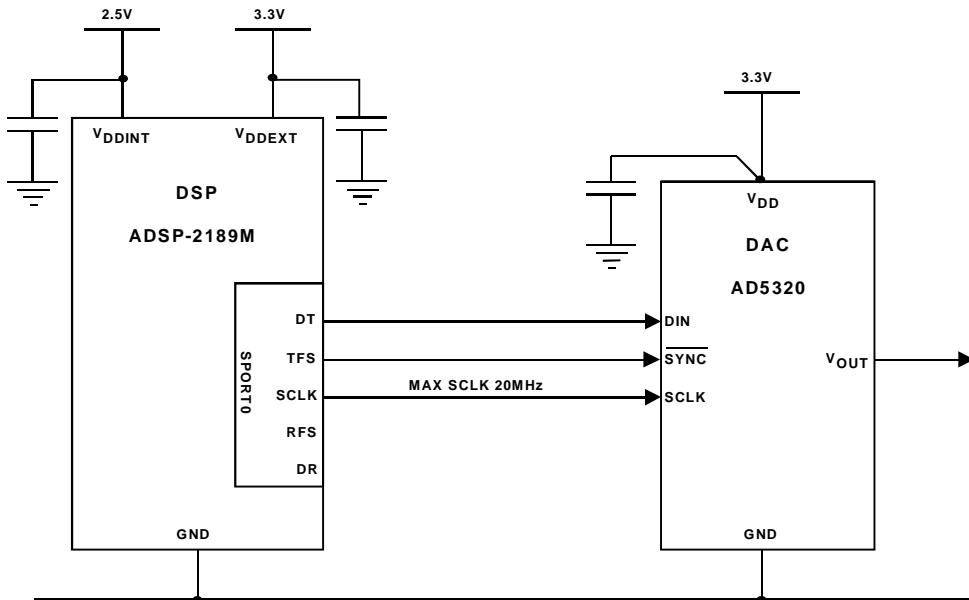 2.5V
3.3V
3.3V
VDDINT
VDDEXT
VDD
DSP
ADSP-2189M
DAC
AD5320
SPORT0
DT
TFS
SCLK
RFS
DR
MAX SCLK 20MHz
DIN
SYNC
SCLK
VOUT
GND
GND